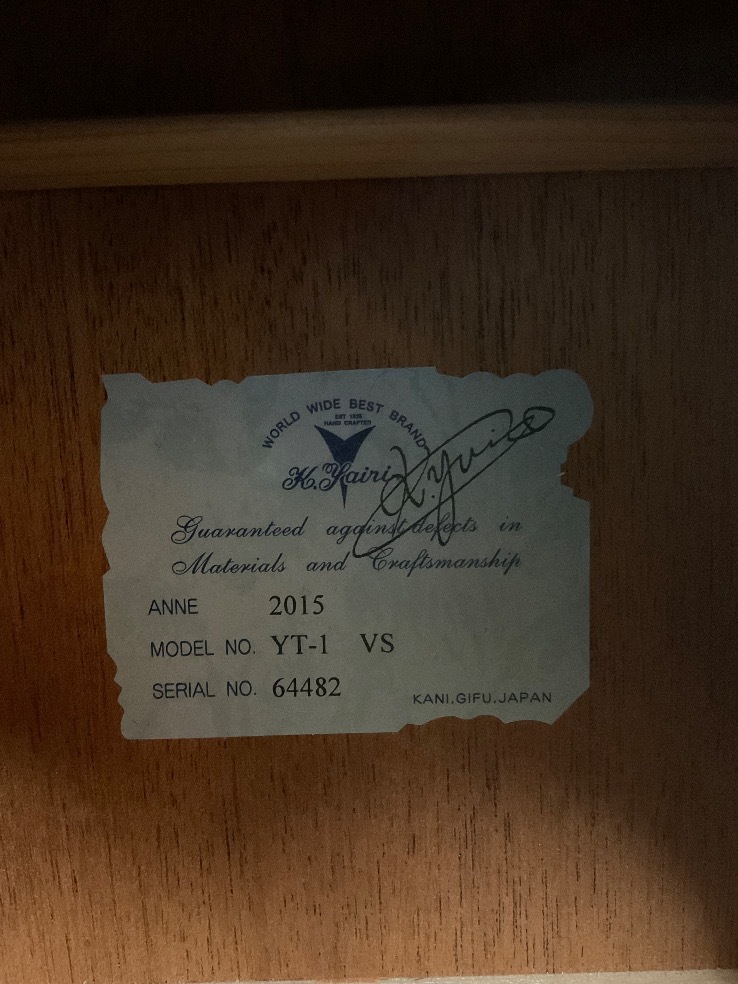 WORLD WIDE BEST BRAND
EST 1935
HAND CRAFTED
K.Yairi
K.Yairi
Guaranteed against defects in
Materials and Craftsmanship
ANNE 2015
MODEL NO. YT-1 VS
SERIAL NO. 64482
KANI.GIFU.JAPAN